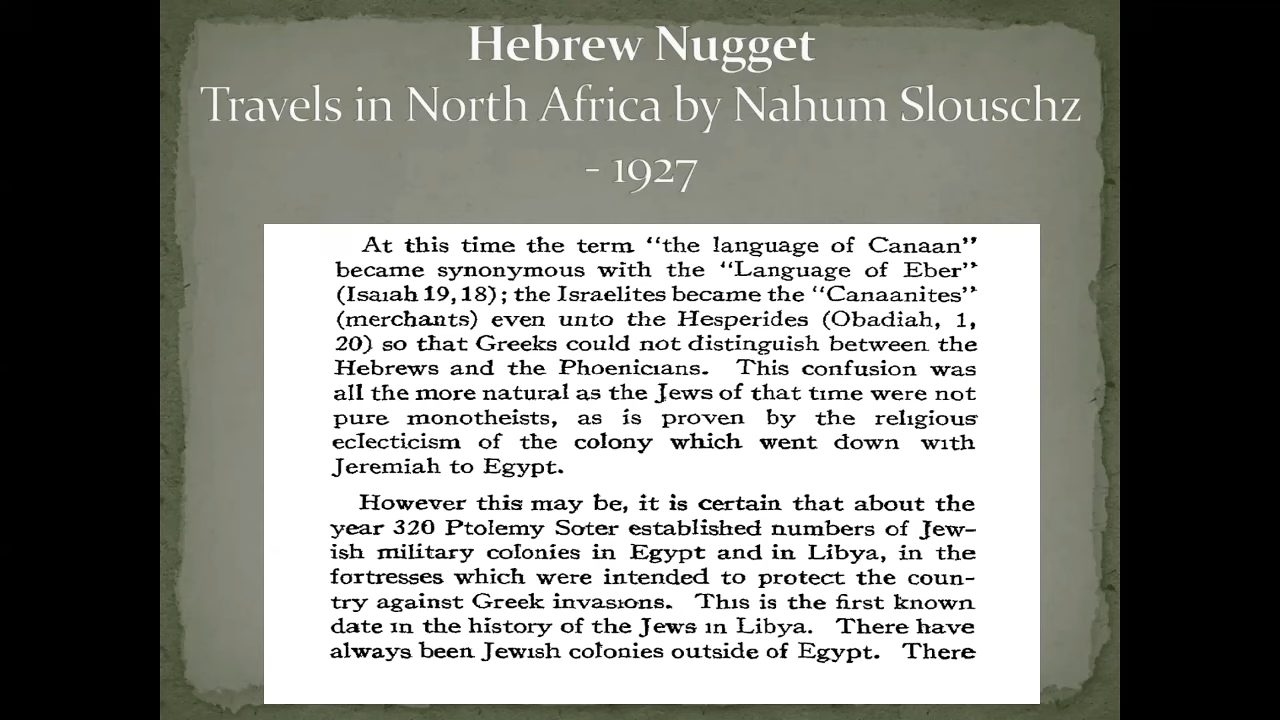 Hebrew Nugget
Travels in North Africa by Nahum Slouschz
- 1927
At this time the term “the language of Canaan”
became synonymous with the “Language of Eber”
(Isaiah 19,18); the Israelites became the “Canaanites”
(merchants) even unto the Hesperides (Obadiah, 1,
20) so that Greeks could not distinguish between the
Hebrews and the Phoenicians. This confusion was
all the more natural as the Jews of that time were not
pure monotheists, as is proven by the religious
eclecticism of the colony which went down with
Jeremiah to Egypt.
However this may be, it is certain that about the
year 320 Ptolemy Soter established numbers of Jew-
ish military colonies in Egypt and in Libya, in the
fortresses which were intended to protect the coun-
try against Greek invasions. This is the first known
date in the history of the Jews in Libya. There have
always been Jewish colonies outside of Egypt. There